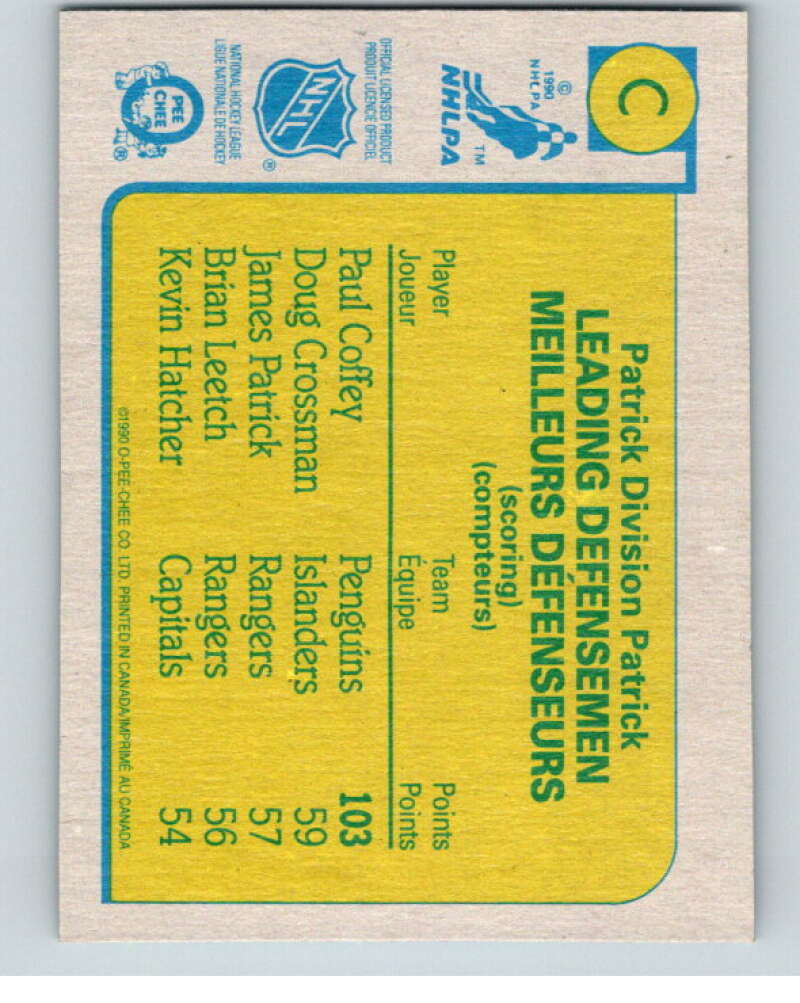 C
© 1990
NHLPA
NHLPA
TM
OFFICIAL LICENSED PRODUCT
PRODUIT LICENCIÉ OFFICIEL
NHL
®
NATIONAL HOCKEY LEAGUE
LIGUE NATIONALE DE HOCKEY
O PEE
CHEE
®
Patrick Division Patrick
LEADING DEFENSEMEN
MEILLEURS DÉFENSEURS
(scoring)
(compteurs)
Player Team Points
Joueur Équipe Points
Paul Coffey Penguins 103
Doug Crossman Islanders 59
James Patrick Rangers 57
Brian Leetch Rangers 56
Kevin Hatcher Capitals 54
©1990 O-PEE-CHEE CO. LTD. PRINTED IN CANADA/IMPRIMÉ AU CANADA